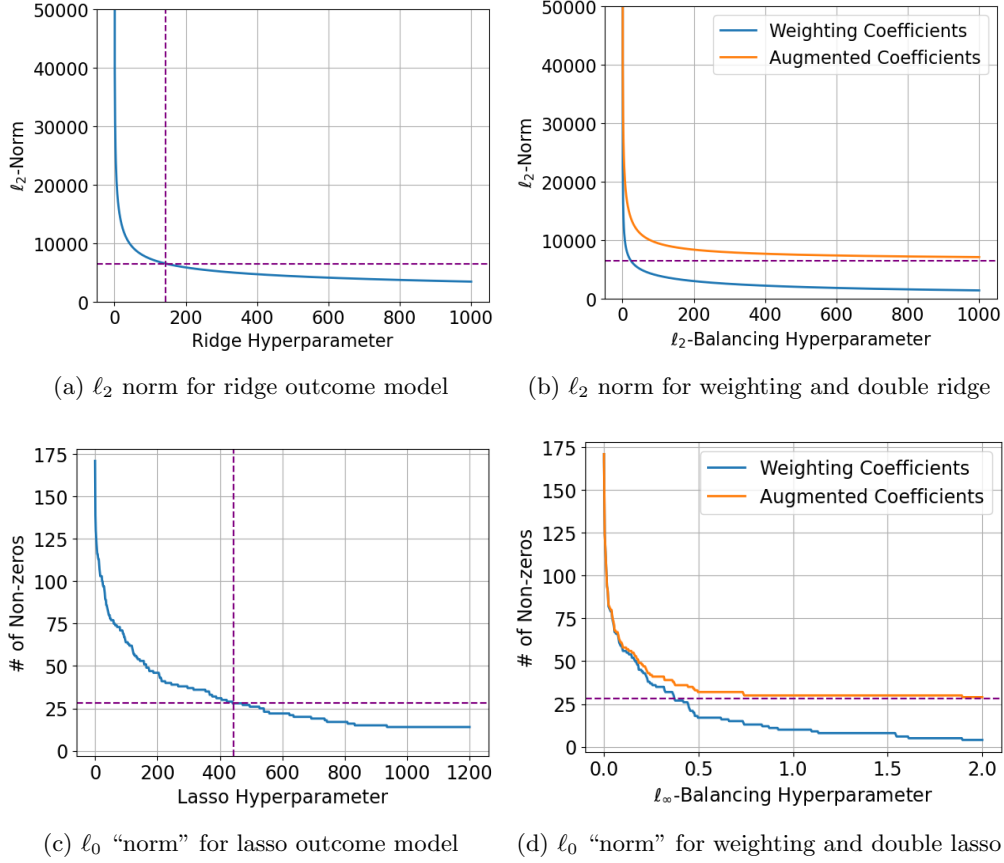 50000
40000
30000
20000
10000
0
ℓ2-Norm
0 200 400 600 800 1000
Ridge Hyperparameter
(a) ℓ2 norm for ridge outcome model
50000
40000
30000
20000
10000
0
ℓ2-Norm
Weighting Coefficients
Augmented Coefficients
0 200 400 600 800 1000
ℓ2-Balancing Hyperparameter
(b) ℓ2 norm for weighting and double ridge
175
150
125
100
75
50
25
0
# of Non-zeros
0 200 400 600 800 1000 1200
Lasso Hyperparameter
(c) ℓ0 “norm” for lasso outcome model
175
150
125
100
75
50
25
0
# of Non-zeros
Weighting Coefficients
Augmented Coefficients
0.0 0.5 1.0 1.5 2.0
ℓ∞-Balancing Hyperparameter
(d) ℓ0 “norm” for weighting and double lasso